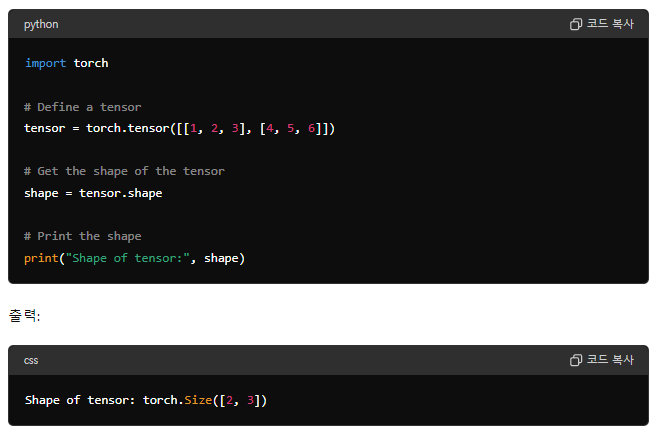 python 코드 복사
import torch
# Define a tensor
tensor = torch.tensor([[1, 2, 3], [4, 5, 6]])
# Get the shape of the tensor
shape = tensor.shape
# Print the shape
print("Shape of tensor:", shape)
출력:
css 코드 복사
Shape of tensor: torch.Size([2, 3])